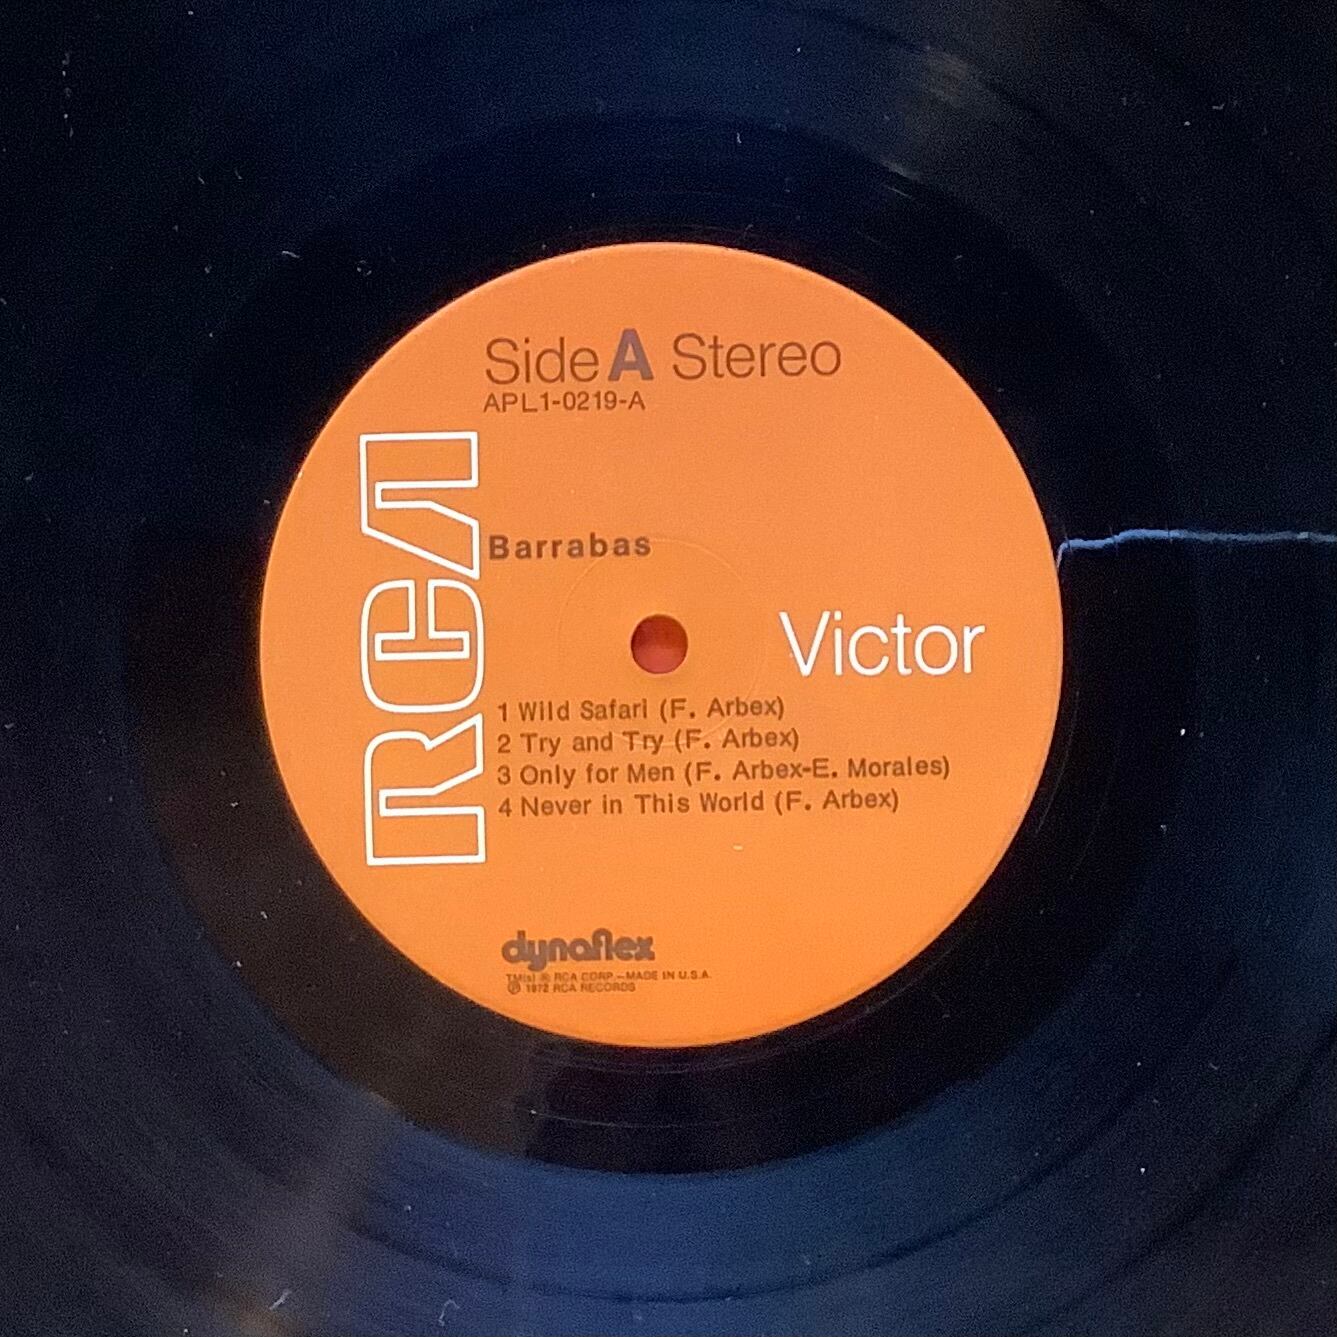 Side A Stereo
APL1-0219-A
RCA
Barrabas
Victor
1 Wild Safari (F. Arbex)
2 Try and Try (F. Arbex)
3 Only for Men (F. Arbex-E. Morales)
4 Never in This World (F. Arbex)
dynaflex
TM(s) ® RCA CORP.—MADE IN U.S.A.
℗ 1972 RCA RECORDS